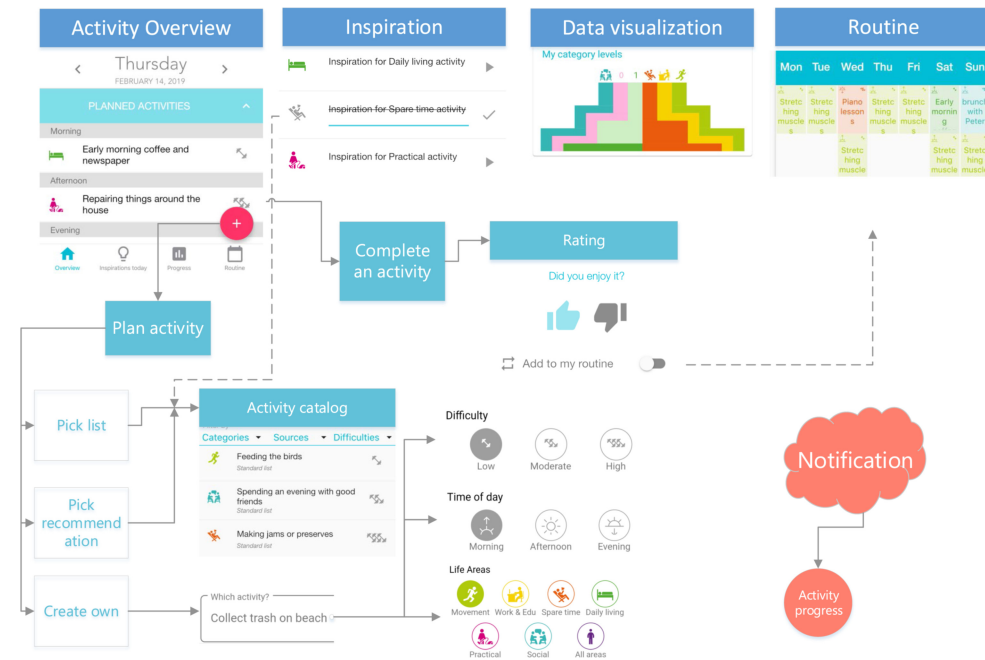 Activity Overview
Thursday
FEBRUARY 14, 2019
PLANNED ACTIVITIES
Morning
Early morning coffee and
newspaper
Afternoon
Repairing things around the
house
+
Evening
Overview
Inspirations today
Progress
Routine
Inspiration
Inspiration for Daily living activity
Inspiration for Spare time activity
Inspiration for Practical activity
Data visualization
My category levels
0 1
Routine
Mon Tue Wed Thu Fri Sat Sun
Stretc Stretc Piano Stretc Stretc Early brunch
hing hing lesson hing hing mornin with
muscle muscle s muscle muscle g Peter
s s s s
Stretc Stretc Stretc
hing hing hing
muscle muscle muscle
Complete
an activity
Rating
Did you enjoy it?
Add to my routine
Plan activity
Pick list
Pick
recommend
ation
Create own
Activity catalog
Categories Sources Difficulties
Feeding the birds
Standard list
Spending an evening with good
friends
Standard list
Making jams or preserves
Standard list
Which activity?
Collect trash on beach
Difficulty
Low Moderate High
Time of day
Morning Afternoon Evening
Life Areas
Movement Work & Edu Spare time Daily living
Practical Social All areas
Notification
Activity
progress